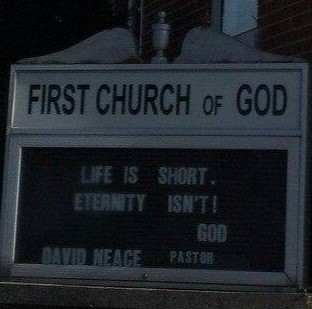 FIRST CHURCH OF GOD
LIFE IS SHORT.
ETERNITY ISN'T!
GOD
DAVID NEACE PASTOR